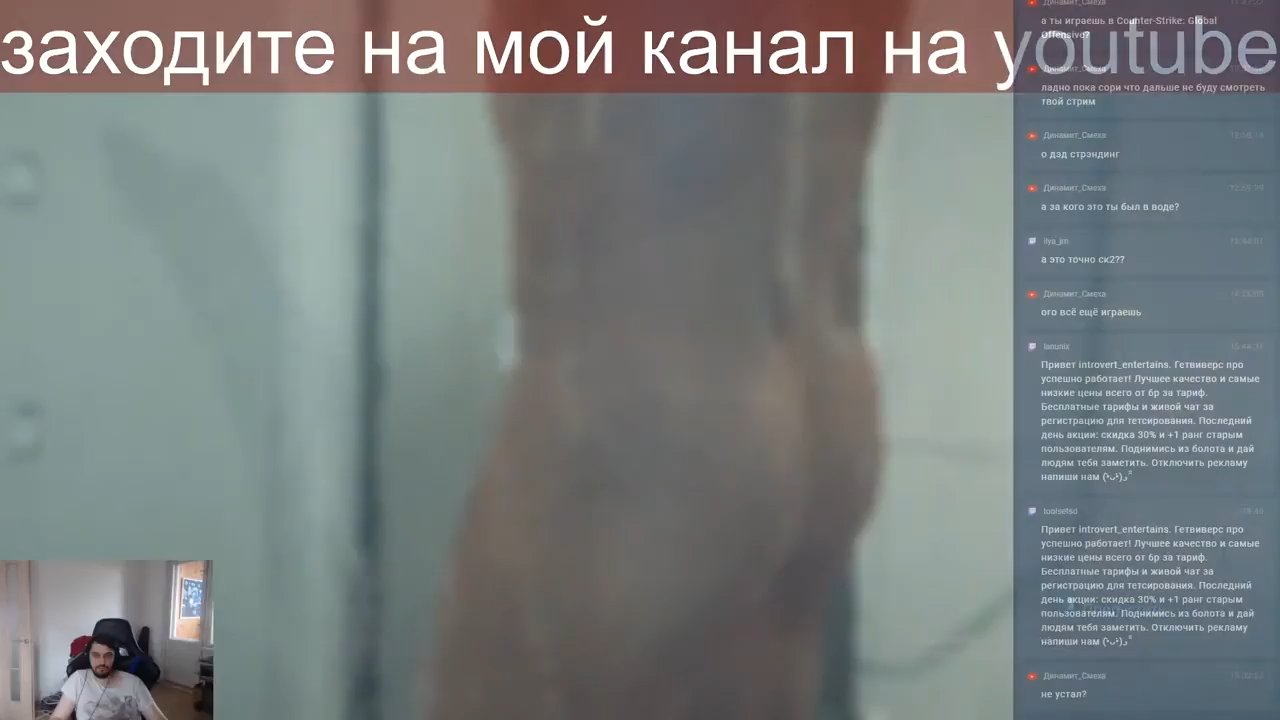 заходите на мой канал на youtube
Динамит_Смеха
а ты играешь в Counter-Strike: Global
Offensive?
Динамит_Смеха
ладно пока сори что дальше не буду смотреть
твой стрим
Динамит_Смеха
о дэд стрэндинг
Динамит_Смеха
а за кого это ты был в воде?
ilya_jm
а это точно ск2??
Динамит_Смеха
ого всё ещё играешь
Привет introvert_entertains. Гетвиверс про
успешно работает! Лучшее качество и самые
низкие цены всего от 6р за тариф.
Бесплатные тарифы и живой чат за
регистрацию для тетсирования. Последний
день акции: скидка 30% и +1 ранг старым
пользователям. Поднимись из болота и дай
людям тебя заметить. Отключить рекламу
напиши нам
Привет introvert_entertains. Гетвиверс про
успешно работает! Лучшее качество и самые
низкие цены всего от 6р за тариф.
Бесплатные тарифы и живой чат за
регистрацию для тетсирования. Последний
день акции: скидка 30% и +1 ранг старым
пользователям. Поднимись из болота и дай
людям тебя заметить. Отключить рекламу
напиши нам
Динамит_Смеха
не устал?